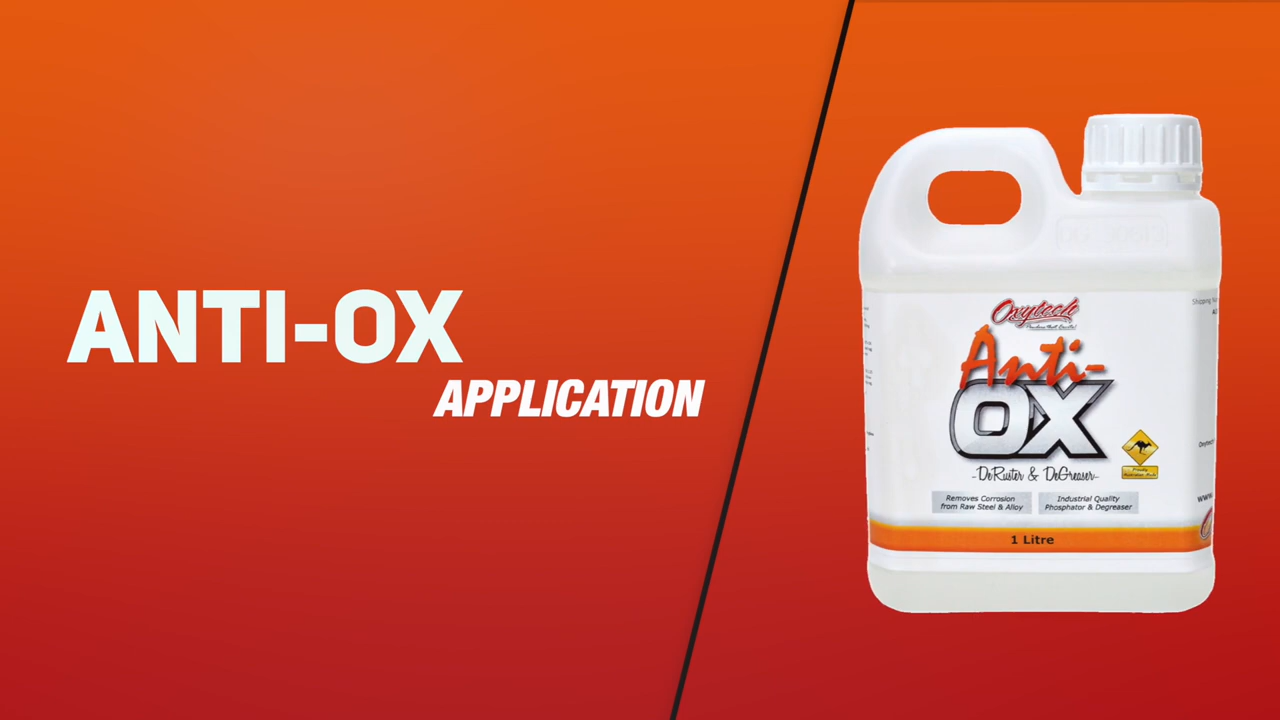 ANTI-OX
APPLICATION
Oxytech
Anti-
OX
-DeRuster & DeGreaser-
Removes Corrosion
from Raw Steel & Alloy
Industrial Quality
Phosphator & Degreaser
1 Litre